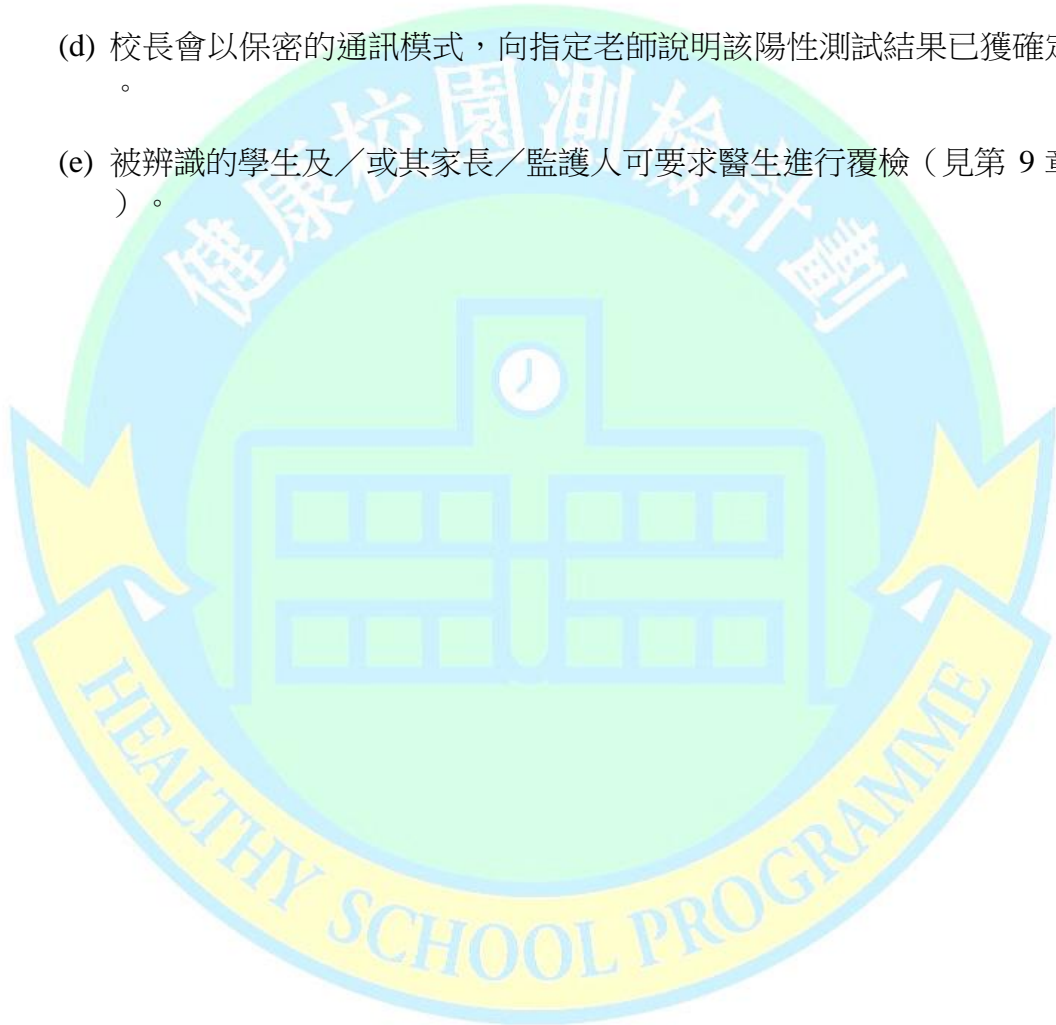 (d) 校長會以保密的通訊模式，向指定老師說明該陽性測試結果已獲確定
。
(e) 被辨識的學生及／或其家長／監護人可要求醫生進行覆檢（見第 9 章
）。
健康校園測檢計劃
HEALTHY SCHOOL PROGRAMME